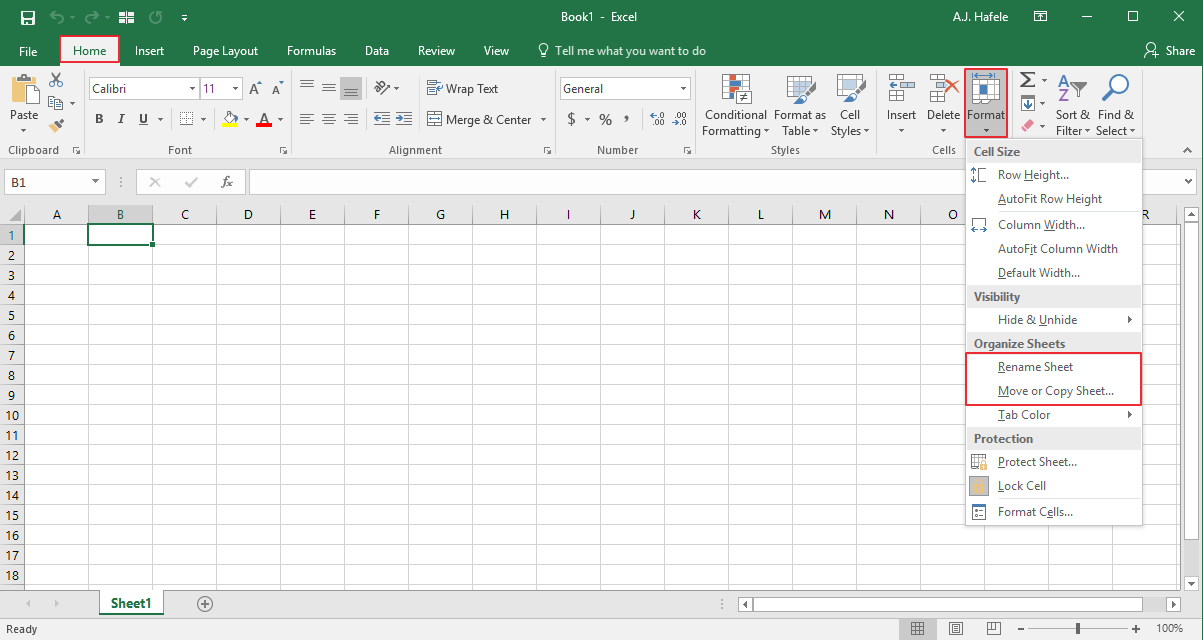 Book1 - Excel
A.J. Hafele
File
Home
Insert
Page Layout
Formulas
Data
Review
View
Tell me what you want to do
Share
Paste
Clipboard
Calibri
11
A A
B I U
A
Font
Wrap Text
Merge & Center
Alignment
General
$ % ,
.00
.00
Number
Conditional
Formatting
Format as
Table
Cell
Styles
Styles
Insert
Delete
Format
Cells
Σ
A
Z
Sort &
Filter
Find &
Select
B1
fx
A B C D E F G H I J K L M N O R
1
2
3
4
5
6
7
8
9
10
11
12
13
14
15
16
17
18
Cell Size
Row Height...
AutoFit Row Height
Column Width...
AutoFit Column Width
Default Width...
Visibility
Hide & Unhide
Organize Sheets
Rename Sheet
Move or Copy Sheet...
Tab Color
Protection
Protect Sheet...
Lock Cell
Format Cells...
Sheet1
Ready
100%